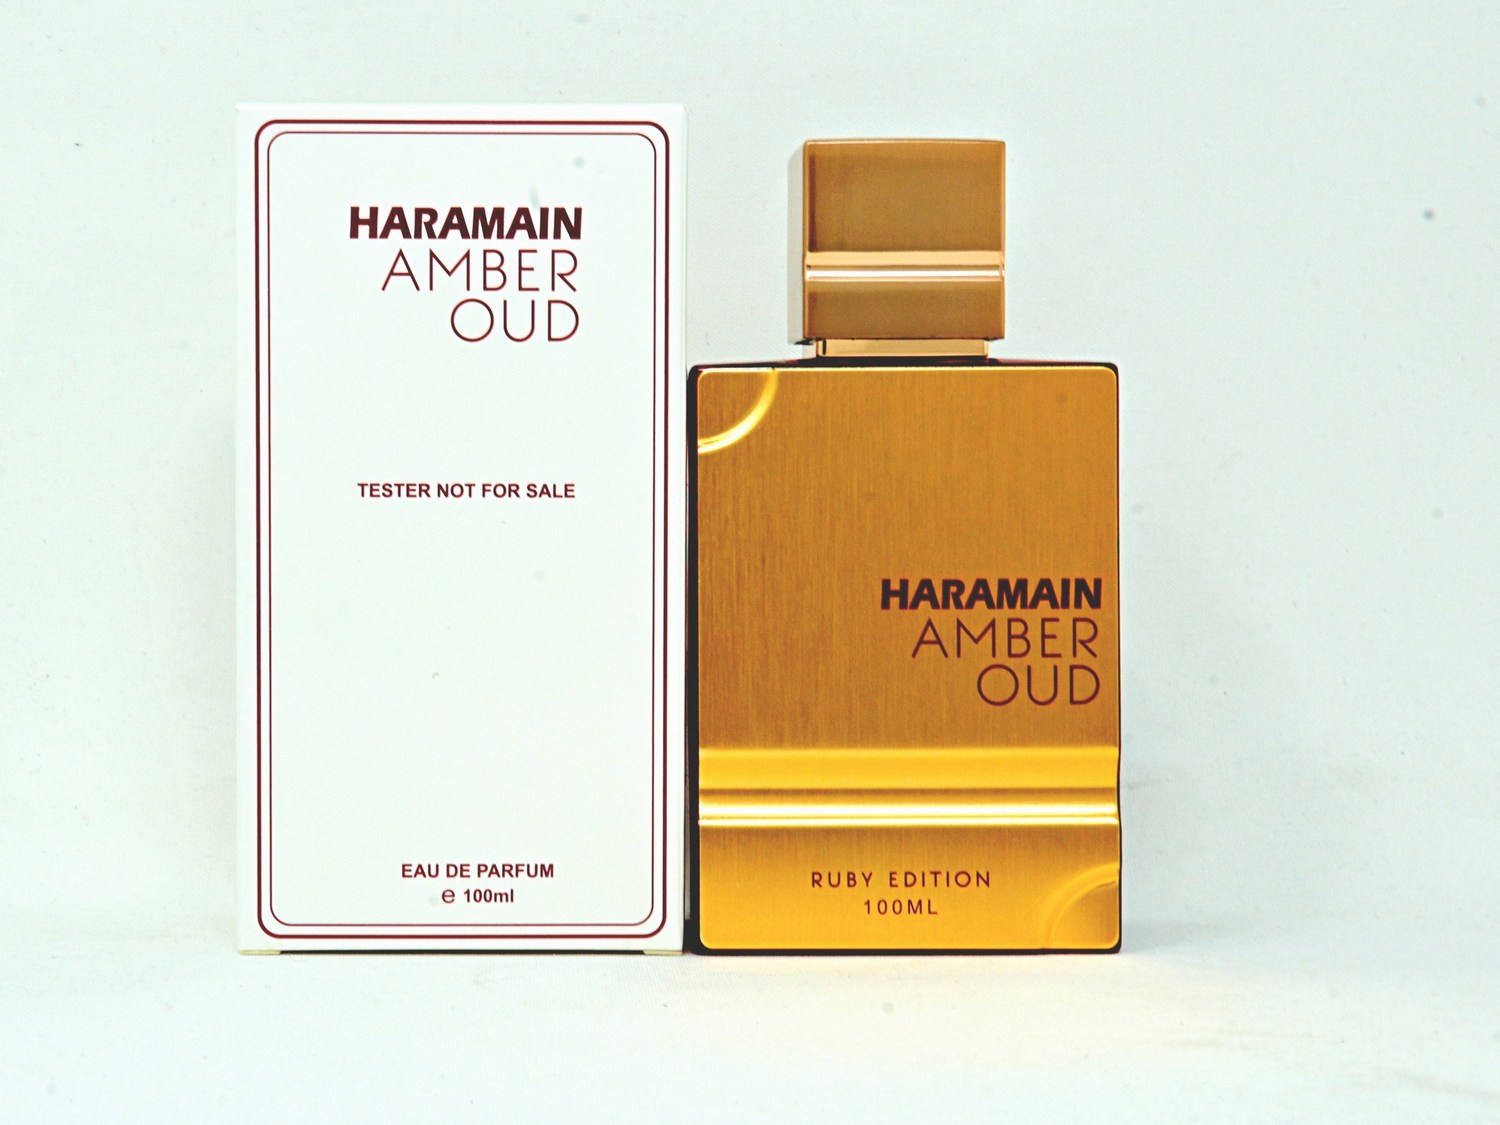 HARAMAIN
AMBER
OUD
TESTER NOT FOR SALE
EAU DE PARFUM
℮ 100ml
HARAMAIN
AMBER
OUD
RUBY EDITION
100ML